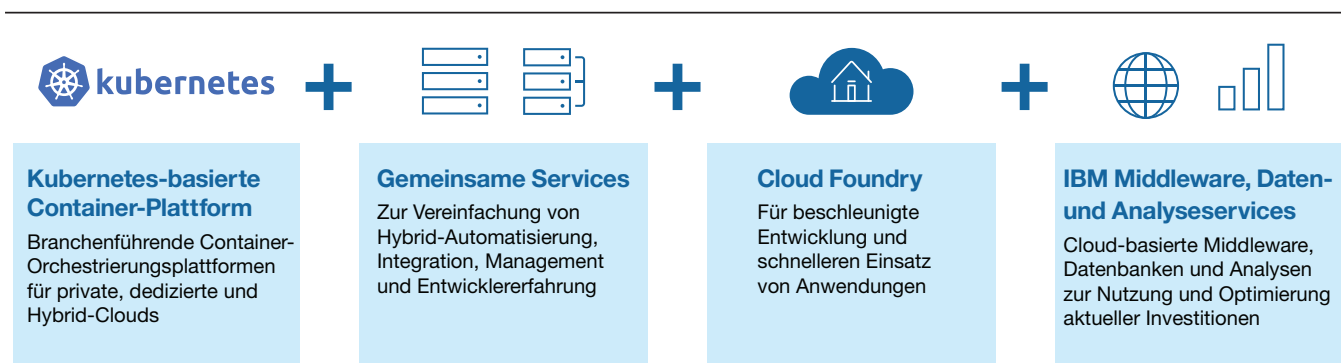 kubernetes
Kubernetes-basierte
Container-Plattform
Branchenführende Container-
Orchestrierungsplattformen
für private, dedizierte und
Hybrid-Clouds
Gemeinsame Services
Zur Vereinfachung von
Hybrid-Automatisierung,
Integration, Management
und Entwicklererfahrung
Cloud Foundry
Für beschleunigte
Entwicklung und
schnelleren Einsatz
von Anwendungen
IBM Middleware, Daten-
und Analyseservices
Cloud-basierte Middleware,
Datenbanken und Analysen
zur Nutzung und Optimierung
aktueller Investitionen